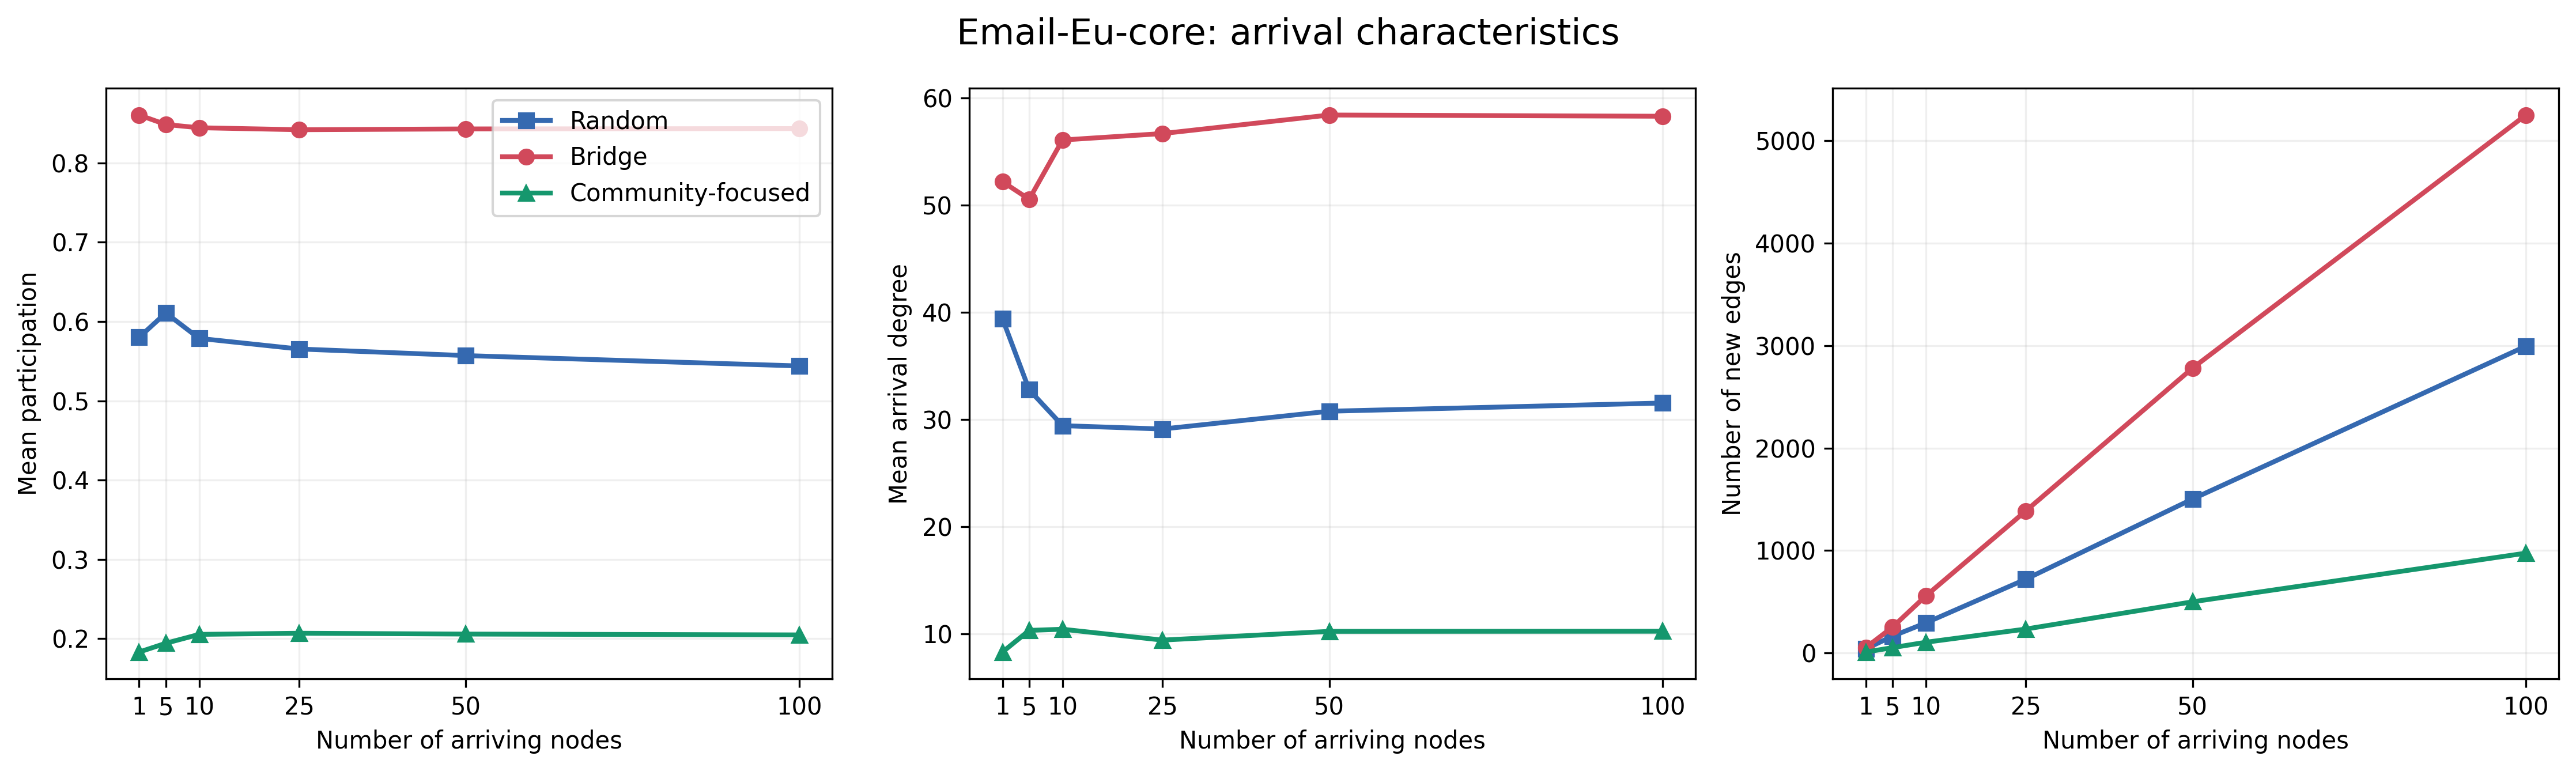 Email-Eu-core: arrival characteristics
Mean participation
0.8
0.7
0.6
0.5
0.4
0.3
0.2
Random
Bridge
Community-focused
1 5 10 25 50 100
Number of arriving nodes
Mean arrival degree
60
50
40
30
20
10
1 5 10 25 50 100
Number of arriving nodes
Number of new edges
5000
4000
3000
2000
1000
0
1 5 10 25 50 100
Number of arriving nodes